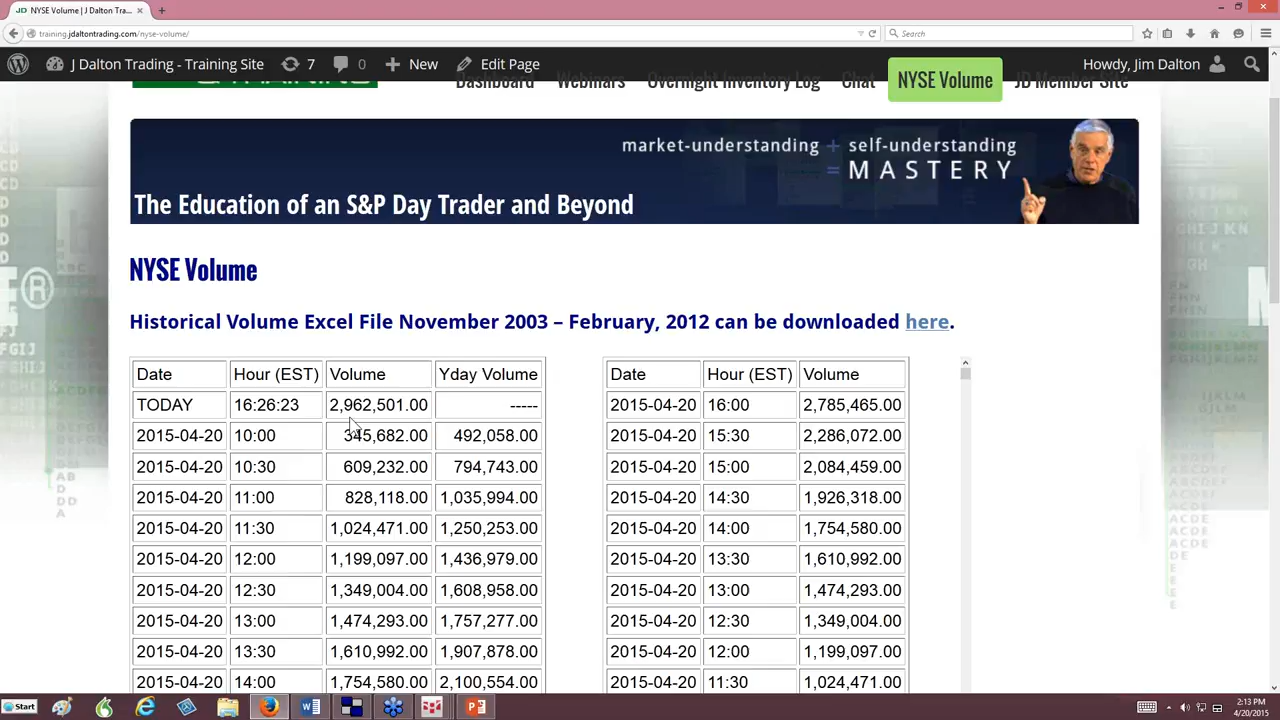 NYSE Volume | J Dalton Tra...
training.jdaltontrading.com/nyse-volume/
Search
J Dalton Trading - Training Site
7
0
New
Edit Page
Howdy, Jim Dalton
Dashboard
Webinars
Overnight Inventory Log
Chat
NYSE Volume
JD Member Site
market-understanding + self-understanding
= MASTERY
The Education of an S&P Day Trader and Beyond
NYSE Volume
Historical Volume Excel File November 2003 – February, 2012 can be downloaded here.
Date Hour (EST) Volume Yday Volume
TODAY 16:26:23 2,962,501.00 -----
2015-04-20 10:00 345,682.00 492,058.00
2015-04-20 10:30 609,232.00 794,743.00
2015-04-20 11:00 828,118.00 1,035,994.00
2015-04-20 11:30 1,024,471.00 1,250,253.00
2015-04-20 12:00 1,199,097.00 1,436,979.00
2015-04-20 12:30 1,349,004.00 1,608,958.00
2015-04-20 13:00 1,474,293.00 1,757,277.00
2015-04-20 13:30 1,610,992.00 1,907,878.00
2015-04-20 14:00 1,754,580.00 2,100,554.00
Date Hour (EST) Volume
2015-04-20 16:00 2,785,465.00
2015-04-20 15:30 2,286,072.00
2015-04-20 15:00 2,084,459.00
2015-04-20 14:30 1,926,318.00
2015-04-20 14:00 1,754,580.00
2015-04-20 13:30 1,610,992.00
2015-04-20 13:00 1,474,293.00
2015-04-20 12:30 1,349,004.00
2015-04-20 12:00 1,199,097.00
2015-04-20 11:30 1,024,471.00
Start
2:13 PM
4/20/2015